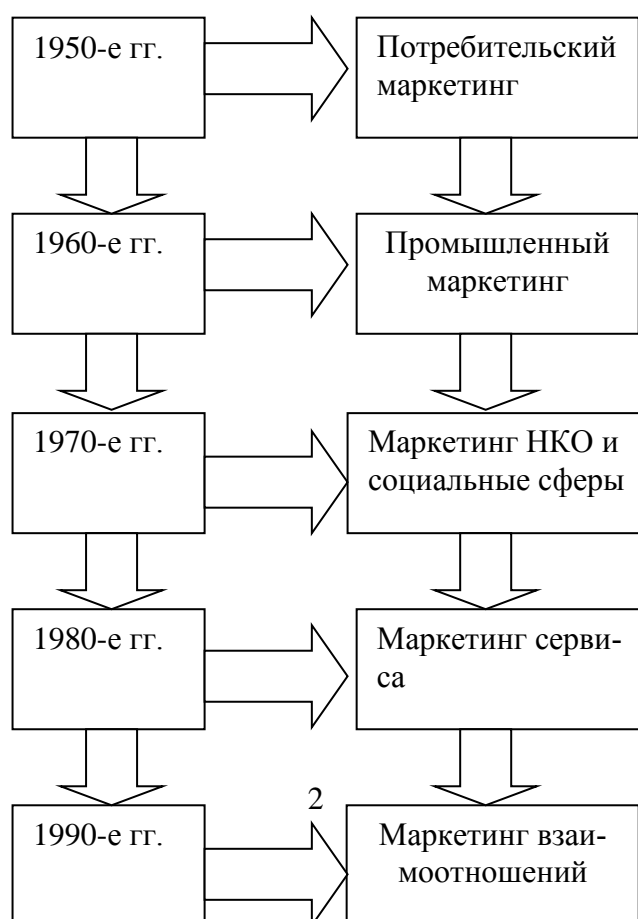 1950-е гг.
Потребительский
маркетинг
1960-е гг.
Промышленный
маркетинг
1970-е гг.
Маркетинг НКО и
социальные сферы
1980-е гг.
Маркетинг серви-
са
2
1990-е гг.
Маркетинг взаи-
моотношений